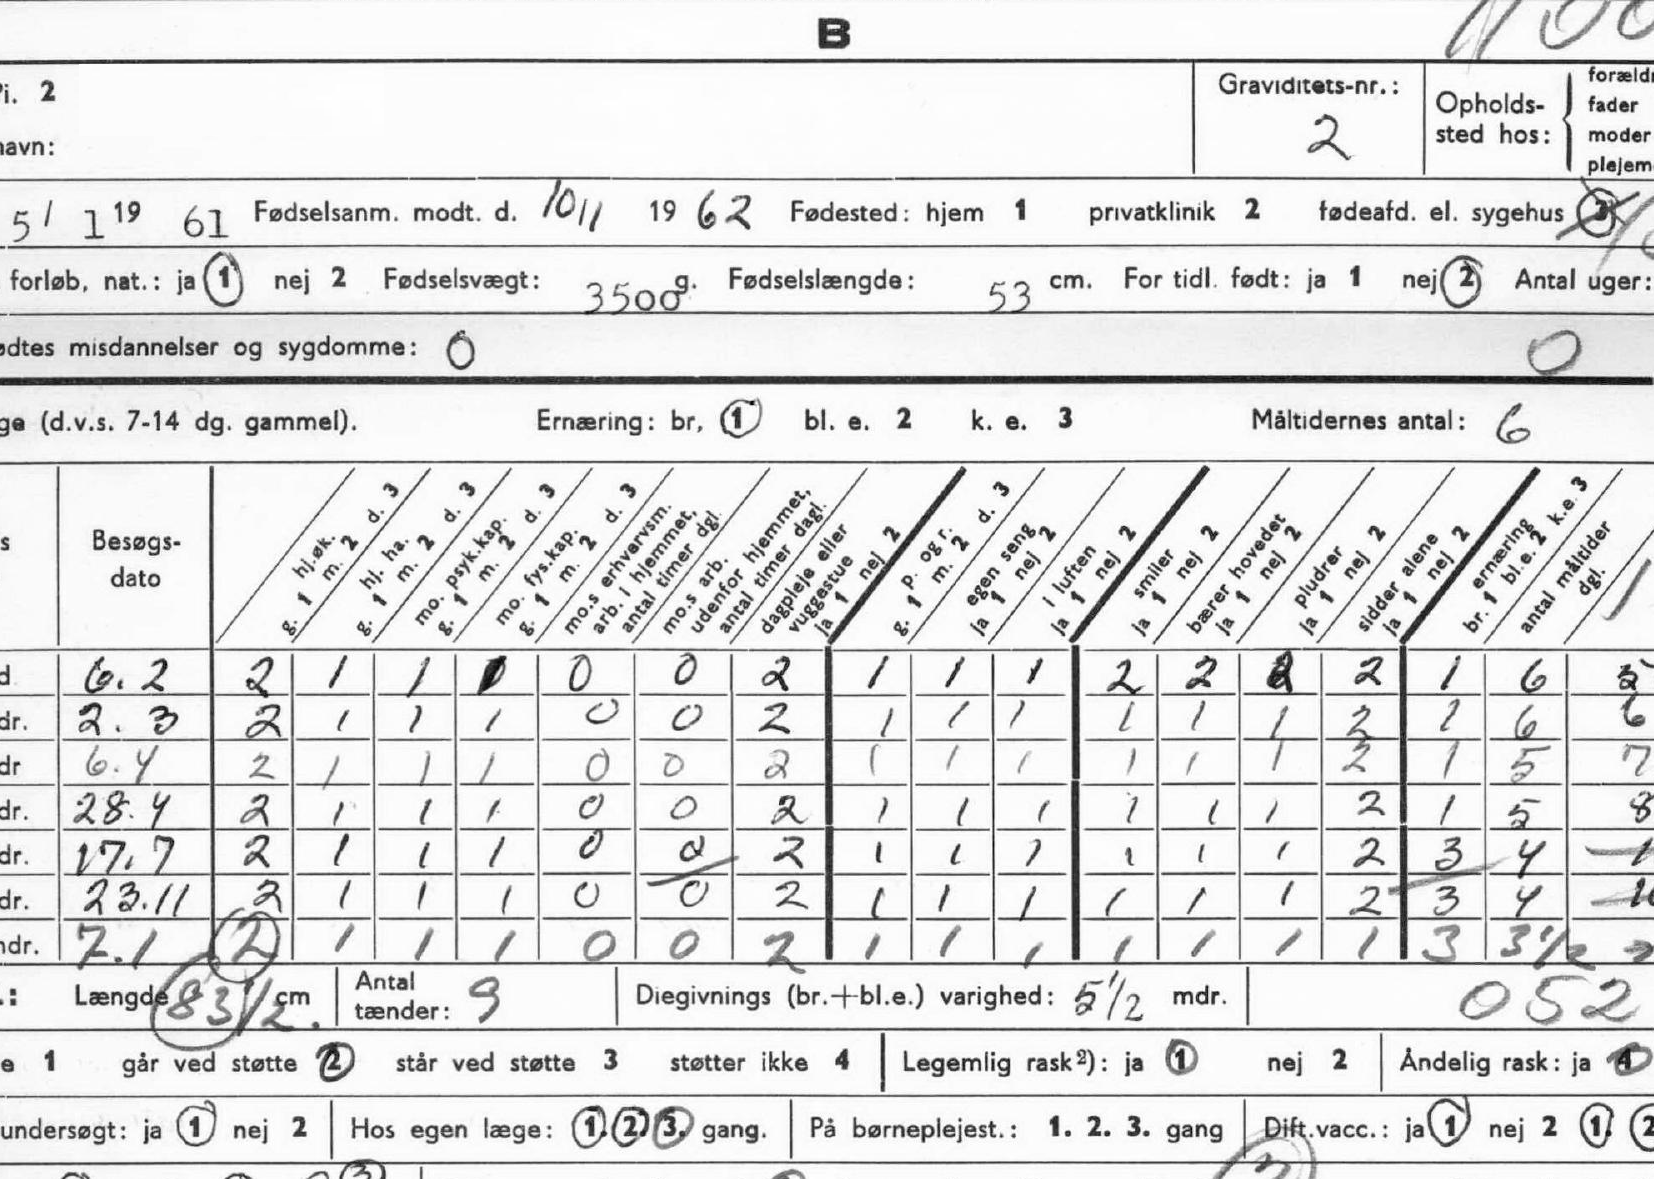 B
i. 2
navn:
Graviditets-nr.: 2
Opholds-sted hos:
forældr
fader
moder
plejem
5/ 1 19 61 Fødselsanm. modt. d. 10/11 19 62 Fødested: hjem 1 privatklinik 2 fødeafd. el. sygehus 3
forløb, nat.: ja 1 nej 2 Fødselsvægt: 3500 g. Fødselslængde: 53 cm. For tidl. født: ja 1 nej 2 Antal uger:
ødtes misdannelser og sygdomme: 0 0
ge (d.v.s. 7-14 dg. gammel). Ernæring: br, 1 bl. e. 2 k. e. 3 Måltidernes antal: 6
s
Besøgs-
dato
hj.øk. g. 1 m. 2 d. 3
hj. ha. g. 1 m. 2 d. 3
mo. psyk.kap. g. 1 m. 2 d. 3
mo. fys.kap. g. 1 m. 2 d. 3
mo.s erhvervsm. arb. i hjemmet, antal timer dgl.
mo.s arb. udenfor hjemmet, antal timer dagl.
dagpleje eller vuggestue ja 1 nej 2
p. og r. g. 1 m. 2 d. 3
egen seng ja 1 nej 2
i luften ja 1 nej 2
smiler ja 1 nej 2
bærer hovedet ja 1 nej 2
pludrer ja 1 nej 2
sidder alene ja 1 nej 2
ernæring br. 1 bl.e. 2 k.e. 3
antal måltider dgl.
d 6.2 2 1 1 1 0 0 2 1 1 1 2 2 2 2 1 6 5
dr. 2.3 2 1 1 1 0 0 2 1 1 1 1 1 1 2 1 6 6
dr 6.4 2 1 1 1 0 0 2 1 1 1 1 1 1 2 1 5 7
dr. 28.4 2 1 1 1 0 0 2 1 1 1 1 1 1 2 1 5 8
dr. 17.7 2 1 1 1 0 0 2 1 1 1 1 1 1 2 3 4
dr. 23.11 2 1 1 1 0 0 2 1 1 1 1 1 1 2 3 4
ndr. 7.1 2 1 1 1 0 0 2 1 1 1 1 1 1 1 3 3 1/2
.: Længde 83 1/2 cm. Antal tænder: 9 Diegivnings (br.+bl.e.) varighed: 5 1/2 mdr. 052
e 1 går ved støtte 2 står ved støtte 3 støtter ikke 4 Legemlig rask²): ja 1 nej 2 Åndelig rask: ja
undersøgt: ja 1 nej 2 Hos egen læge: 1. 2. 3. gang. På børneplejest.: 1. 2. 3. gang Dift.vacc.: ja 1 nej 2 1. 2